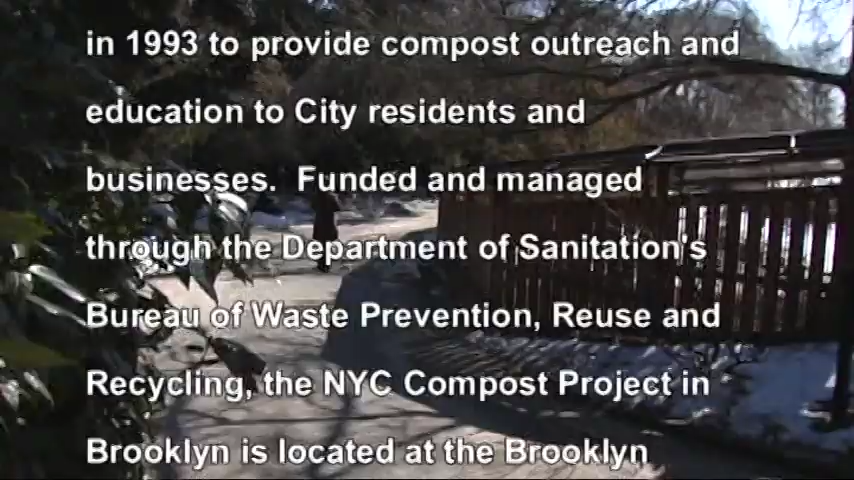 in 1993 to provide compost outreach and
education to City residents and
businesses.  Funded and managed
through the Department of Sanitation's
Bureau of Waste Prevention, Reuse and
Recycling, the NYC Compost Project in
Brooklyn is located at the Brooklyn